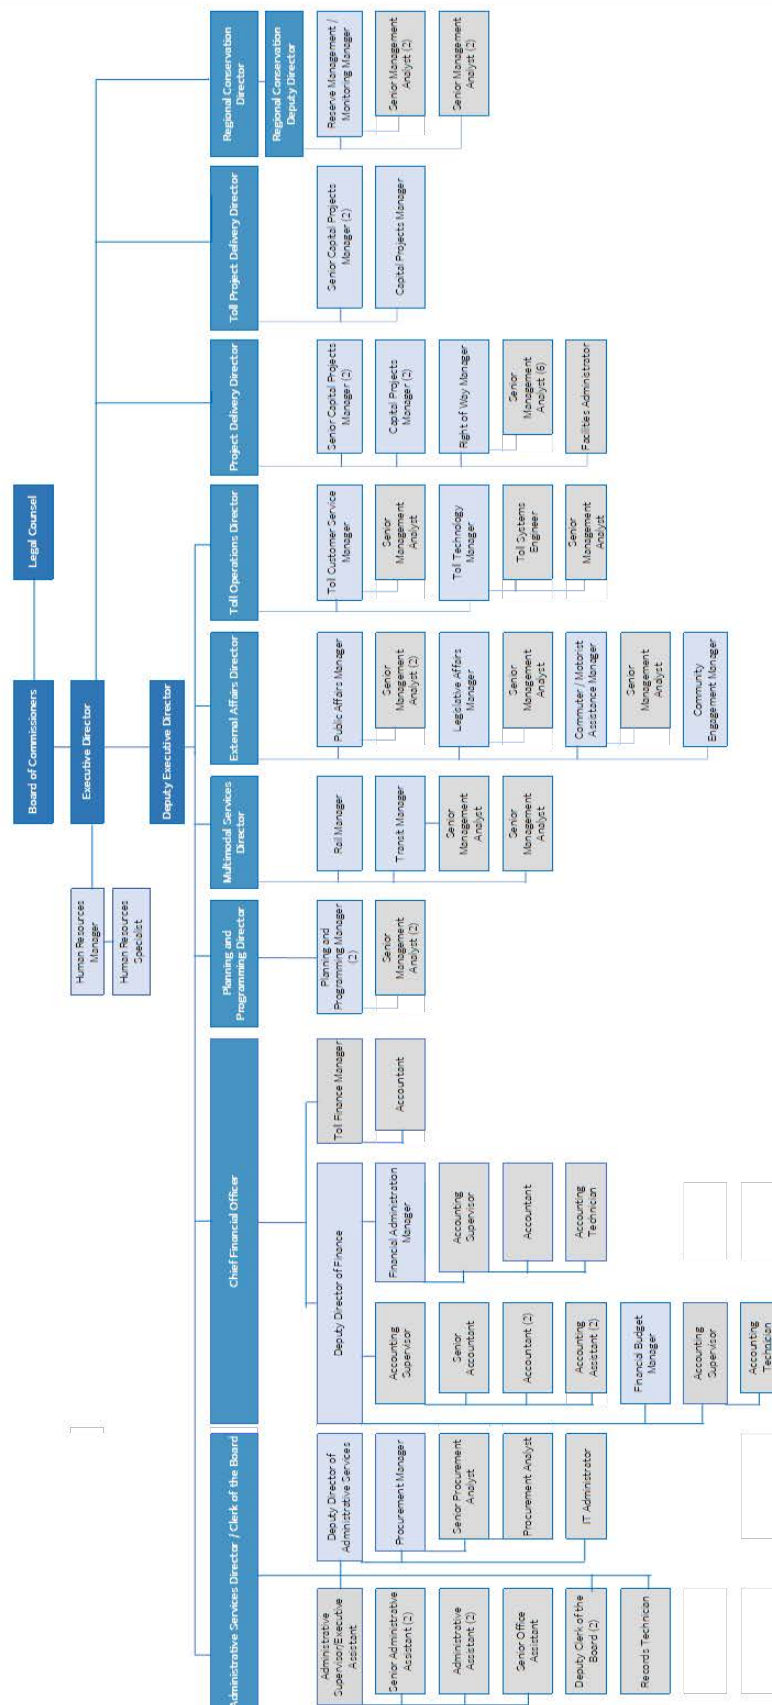 Board of Commissioners
Legal Counsel
Executive Director
Human Resources
Manager
Human Resources
Specialist
Deputy Executive Director
Administrative Services Director / Clerk of the Board
Administrative
Supervisor/Executive
Assistant
Senior Administrative
Assistant (2)
Administrative
Assistant (2)
Senior Office
Assistant
Deputy Clerk of the
Board (2)
Records Technician
Deputy Director of
Administrative Services
Procurement Manager
Senior Procurement
Analyst
Procurement Analyst
IT Administrator
Chief Financial Officer
Deputy Director of Finance
Accounting
Supervisor
Senior
Accountant
Accountant (2)
Accounting
Assistant (2)
Financial Budget
Manager
Accounting
Supervisor
Accounting
Technician
Financial Administration
Manager
Accounting
Supervisor
Accountant
Accounting
Technician
Toll Finance Manager
Accountant
Planning and
Programming Director
Planning and
Programming Manager
(2)
Senior
Management
Analyst (2)
Multimodal Services
Director
Rail Manager
Transit Manager
Senior
Management
Analyst
Senior
Management
Analyst
External Affairs Director
Public Affairs Manager
Senior
Management
Analyst (2)
Legislative Affairs
Manager
Senior
Management
Analyst
Commuter / Motorist
Assistance Manager
Senior
Management
Analyst
Community
Engagement Manager
Toll Operations Director
Toll Customer Service
Manager
Senior
Management
Analyst
Toll Technology
Manager
Toll Systems
Engineer
Senior
Management
Analyst
Project Delivery Director
Senior Capital Projects
Manager (2)
Capital Projects
Manager (2)
Right of Way Manager
Senior
Management
Analyst (6)
Facilities Administrator
Toll Project Delivery Director
Senior Capital Projects
Manager (2)
Capital Projects Manager
Regional Conservation
Director
Regional Conservation
Deputy Director
Reserve Management /
Monitoring Manager
Senior Management
Analyst (2)
Senior Management
Analyst (2)